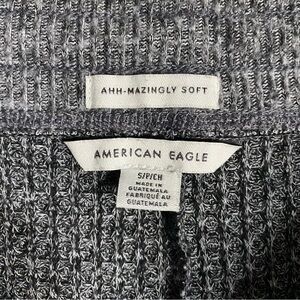 AHH-MAZINGLY SOFT
AMERICAN EAGLE
S/P/CH
MADE IN
GUATEMALA
FABRIQUÉ AU
GUATEMALA